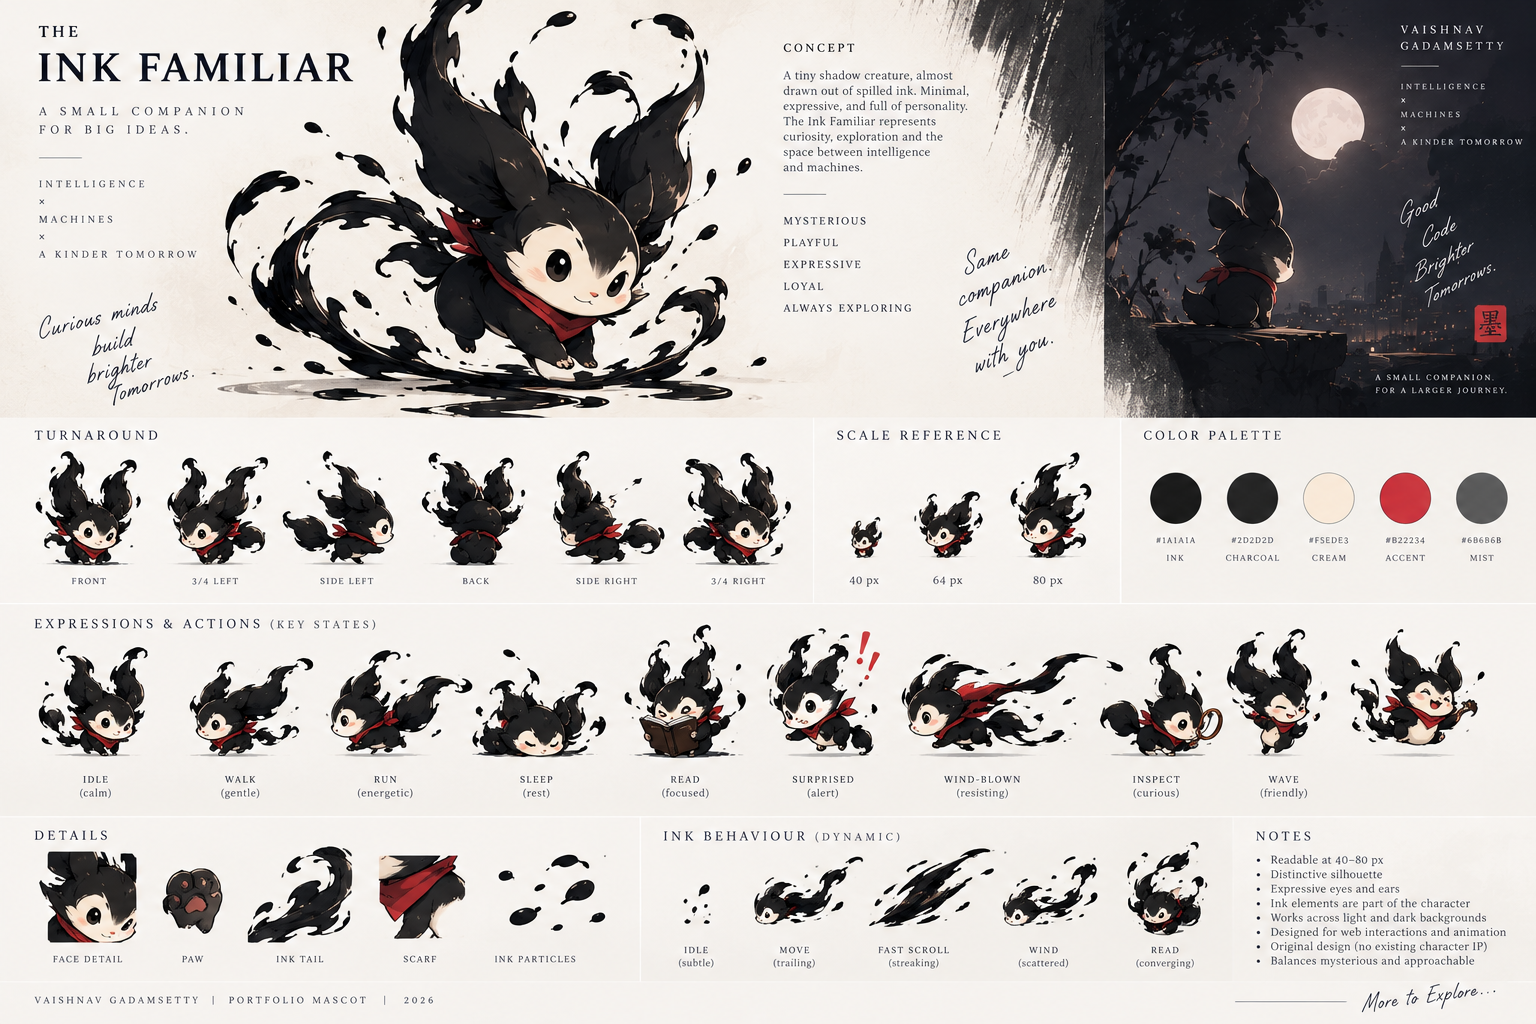 THE
INK FAMILIAR
A SMALL COMPANION
FOR BIG IDEAS.
INTELLIGENCE
×
MACHINES
×
A KINDER TOMORROW
Curious minds
build
brighter
Tomorrows.
CONCEPT
A tiny shadow creature, almost
drawn out of spilled ink. Minimal,
expressive, and full of personality.
The Ink Familiar represents
curiosity, exploration and the
space between intelligence
and machines.
MYSTERIOUS
PLAYFUL
EXPRESSIVE
LOYAL
ALWAYS EXPLORING
Same
companion.
Everywhere
with you.
VAISHNAV
GADAMSETTY
INTELLIGENCE
×
MACHINES
×
A KINDER TOMORROW
Good
Code
Brighter
Tomorrows.
墨
A SMALL COMPANION.
FOR A LARGER JOURNEY.
TURNAROUND
FRONT
3/4 LEFT
SIDE LEFT
BACK
SIDE RIGHT
3/4 RIGHT
SCALE REFERENCE
40 px
64 px
80 px
COLOR PALETTE
#1A1A1A
INK
#2D2D2D
CHARCOAL
#F5EDE3
CREAM
#B22234
ACCENT
#6B6B6B
MIST
EXPRESSIONS & ACTIONS (KEY STATES)
!!
IDLE
(calm)
WALK
(gentle)
RUN
(energetic)
SLEEP
(rest)
READ
(focused)
SURPRISED
(alert)
WIND-BLOWN
(resisting)
INSPECT
(curious)
WAVE
(friendly)
DETAILS
FACE DETAIL
PAW
INK TAIL
SCARF
INK PARTICLES
INK BEHAVIOUR (DYNAMIC)
IDLE
(subtle)
MOVE
(trailing)
FAST SCROLL
(streaking)
WIND
(scattered)
READ
(converging)
NOTES
• Readable at 40–80 px
• Distinctive silhouette
• Expressive eyes and ears
• Ink elements are part of the character
• Works across light and dark backgrounds
• Designed for web interactions and animation
• Original design (no existing character IP)
• Balances mysterious and approachable
VAISHNAV GADAMSETTY | PORTFOLIO MASCOT | 2026
More to Explore...